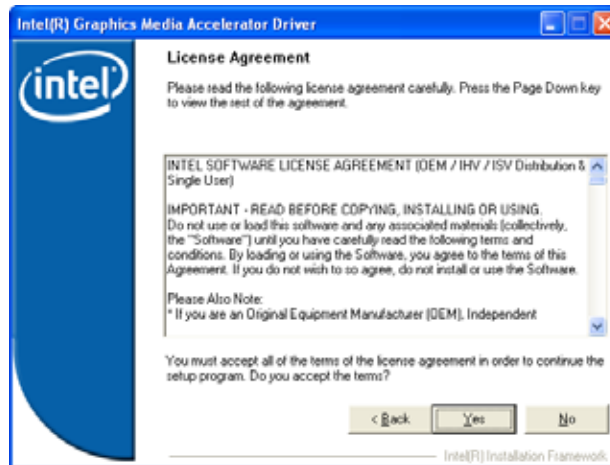 Intel(R) Graphics Media Accelerator Driver
intel
License Agreement
Please read the following license agreement carefully. Press the Page Down key
to view the rest of the agreement.
INTEL SOFTWARE LICENSE AGREEMENT (OEM / IHV / ISV Distribution &
Single User)
IMPORTANT - READ BEFORE COPYING, INSTALLING OR USING.
Do not use or load this software and any associated materials (collectively,
the "Software") until you have carefully read the following terms and
conditions. By loading or using the Software, you agree to the terms of this
Agreement. If you do not wish to so agree, do not install or use the Software.
Please Also Note:
* If you are an Original Equipment Manufacturer (OEM), Independent
You must accept all of the terms of the license agreement in order to continue the
setup program. Do you accept the terms?
< Back
Yes
No
Intel(R) Installation Framework